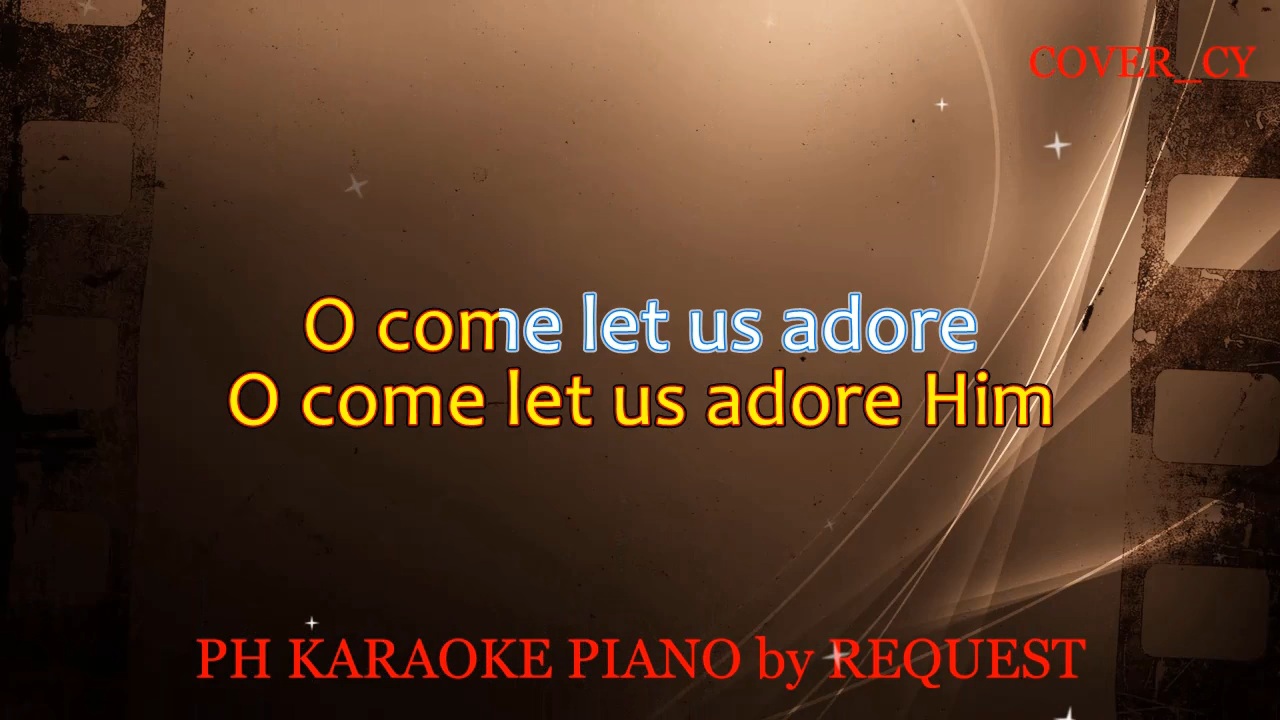 COVER_CY
O come let us adore
O come let us adore Him
PH KARAOKE PIANO by REQUEST